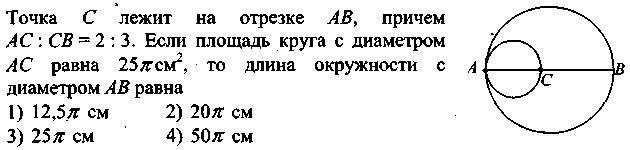 Точка C лежит на отрезке AB, причем
AC : CB = 2 : 3. Если площадь круга с диаметром
AC равна 25π см², то длина окружности с
диаметром AB равна
1) 12,5π см 2) 20π см
3) 25π см 4) 50π см
A C B